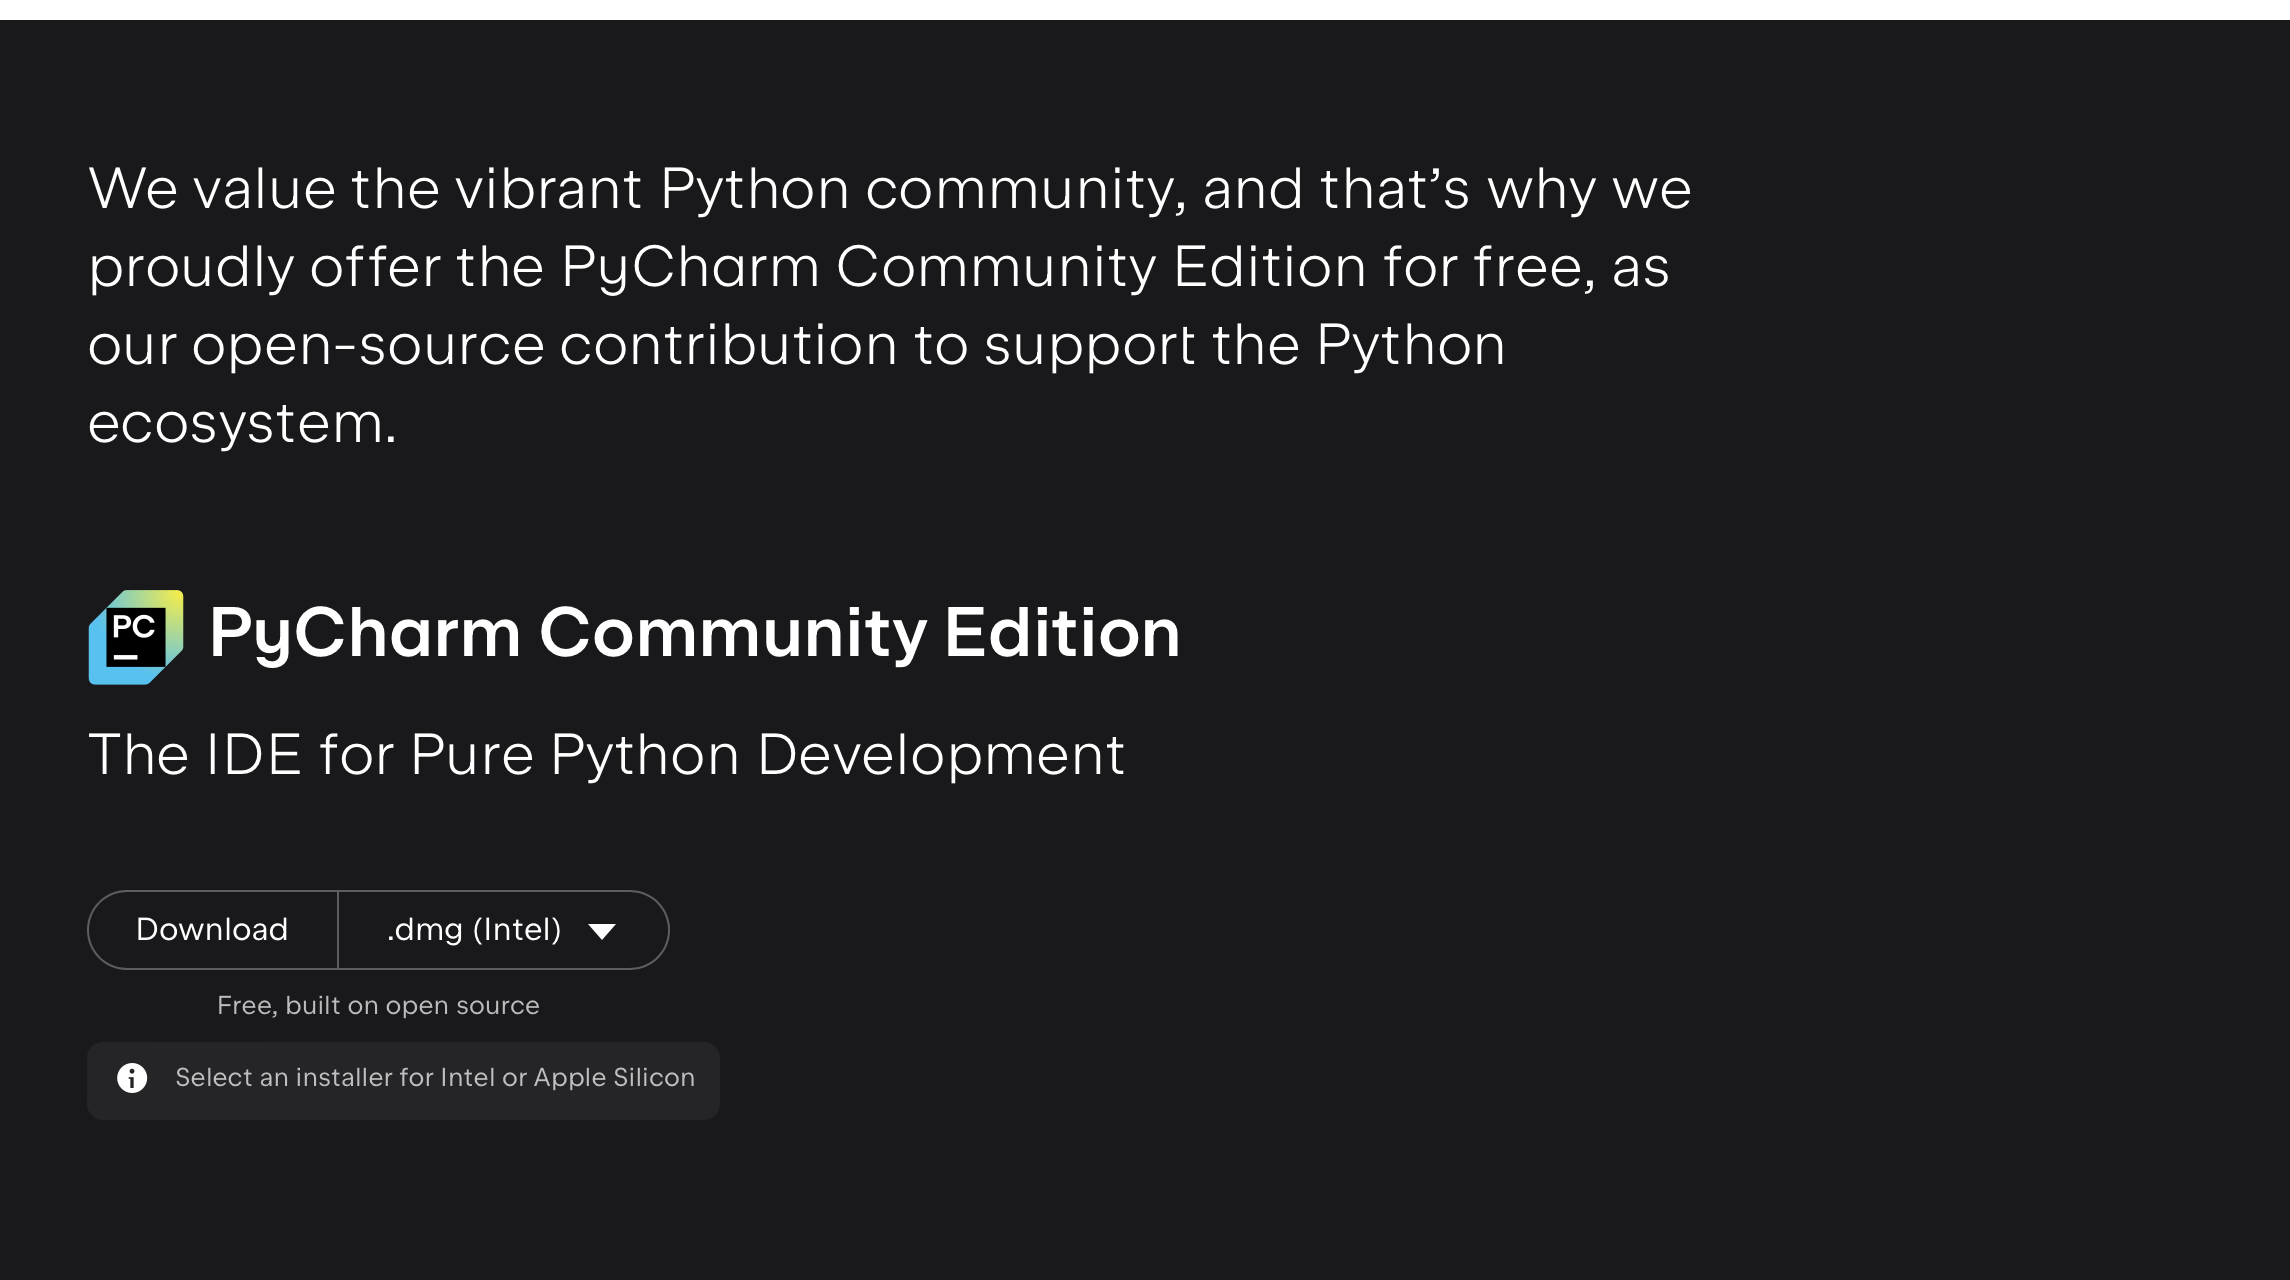 We value the vibrant Python community, and that’s why we
proudly offer the PyCharm Community Edition for free, as
our open-source contribution to support the Python
ecosystem.
PC
PyCharm Community Edition
The IDE for Pure Python Development
Download
.dmg (Intel)
Free, built on open source
Select an installer for Intel or Apple Silicon